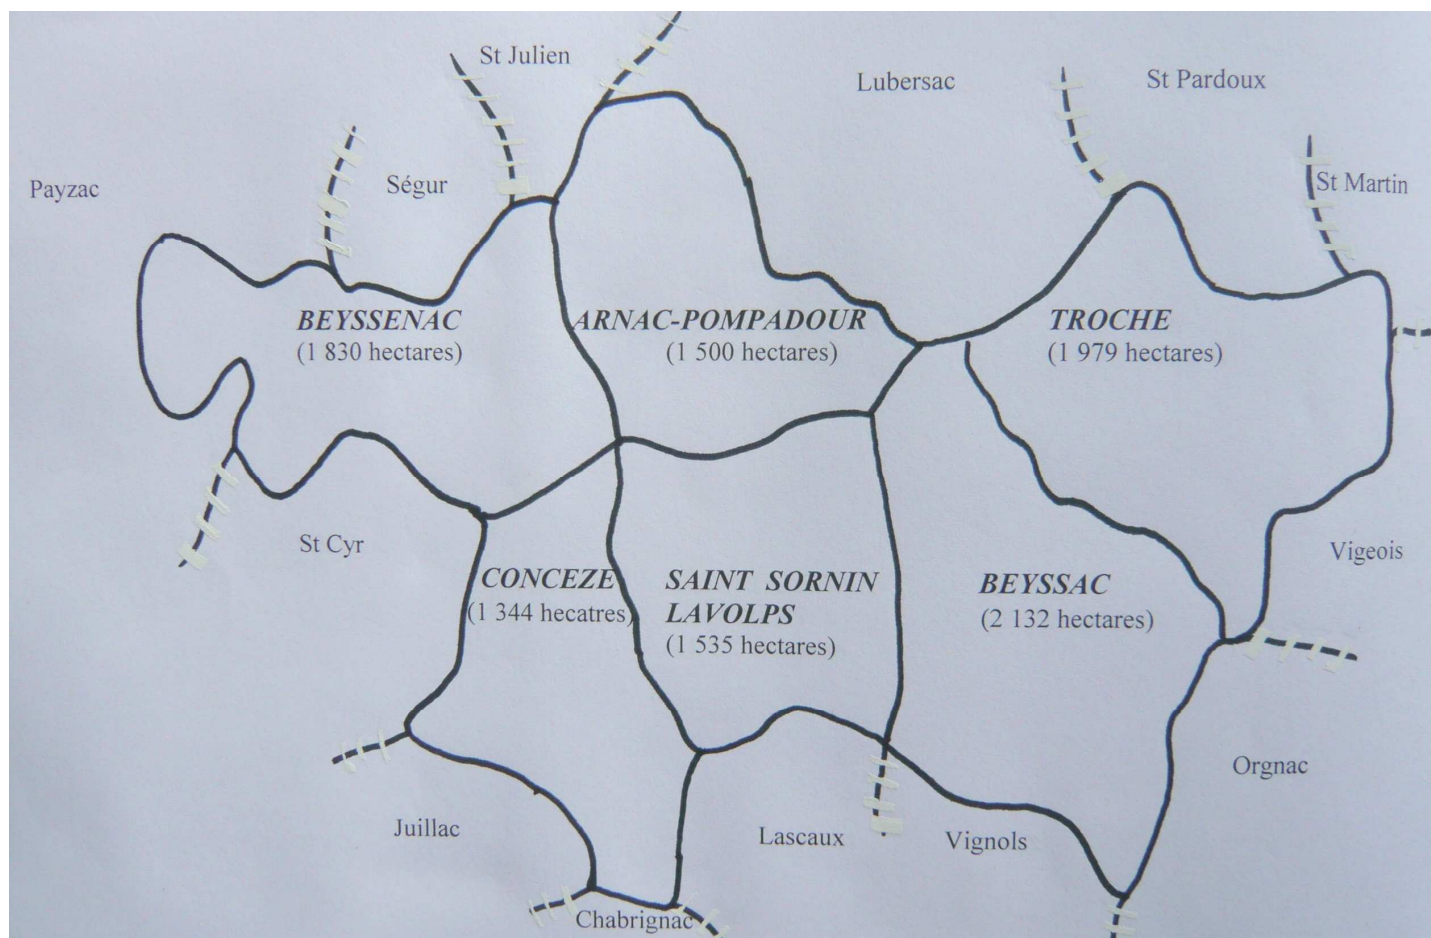 St Julien
Lubersac
St Pardoux
Payzac
Ségur
St Martin
BEYSSENAC
(1 830 hectares)
ARNAC-POMPADOUR
(1 500 hectares)
TROCHE
(1 979 hectares)
St Cyr
Vigeois
CONCEZE
(1 344 hecatres)
SAINT SORNIN
LAVOLPS
(1 535 hectares)
BEYSSAC
(2 132 hectares)
Orgnac
Juillac
Lascaux
Vignols
Chabrignac